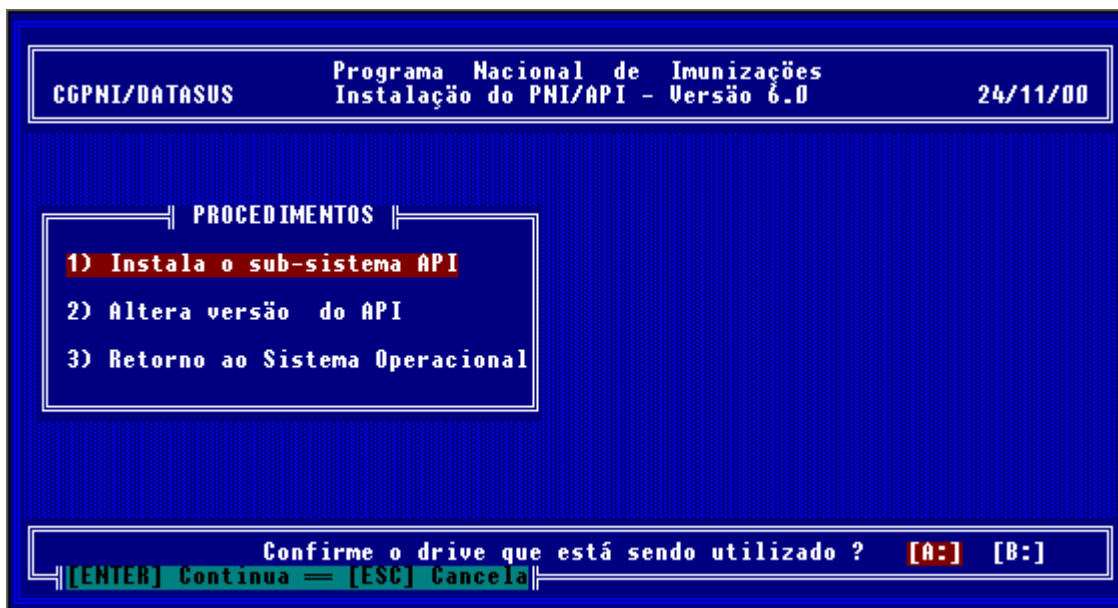 Programa Nacional de Imunizações
CGPNI/DATASUS Instalação do PNI/API - Versão 6.0 24/11/00
PROCEDIMENTOS
1) Instala o sub-sistema API
2) Altera versão do API
3) Retorno ao Sistema Operacional
Confirme o drive que está sendo utilizado ? [A:] [B:]
[ENTER] Continua == [ESC] Cancela